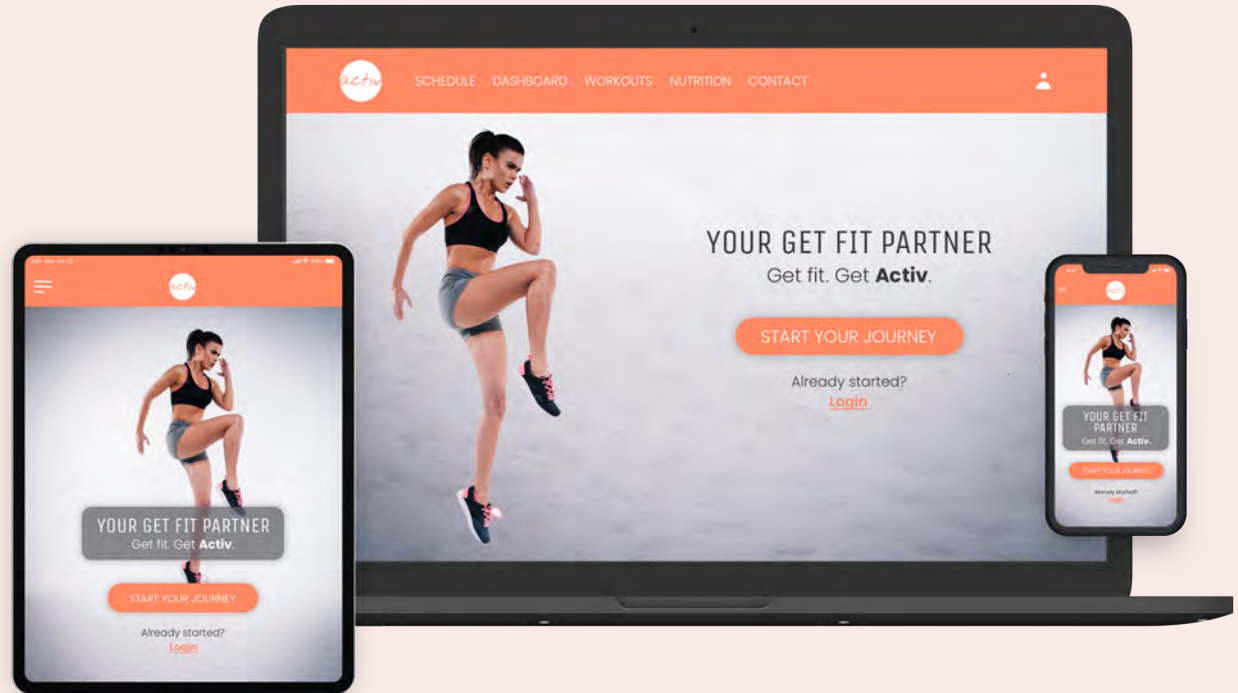 activ
SCHEDULE DASHBOARD WORKOUTS NUTRITION CONTACT
YOUR GET FIT PARTNER
Get fit. Get Activ.
START YOUR JOURNEY
Already started?
Login
activ
YOUR GET FIT PARTNER
Get fit. Get Activ.
START YOUR JOURNEY
Already started?
Login
activ
YOUR GET FIT
PARTNER
Get fit. Get Activ.
START YOUR JOURNEY
Already started?
Login